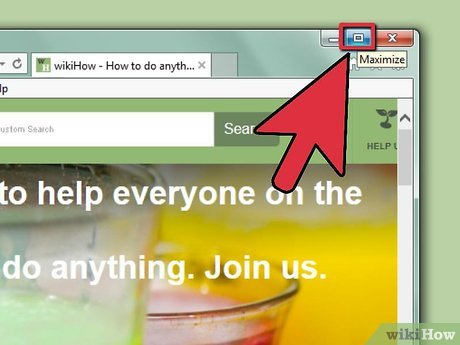 Maximize
wikiHow - How to do anyth...
lp
ustom Search
Sear
HELP U
to help everyone on the
do anything. Join us.
wikiHow